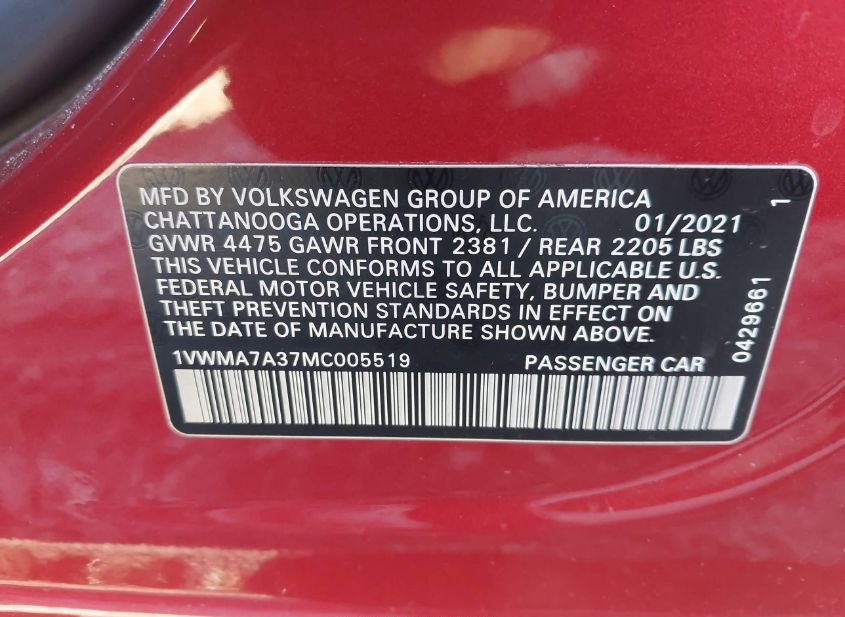 MFD BY VOLKSWAGEN GROUP OF AMERICA
CHATTANOOGA OPERATIONS, LLC. 01/2021
GVWR 4475 GAWR FRONT 2381 / REAR 2205 LBS
THIS VEHICLE CONFORMS TO ALL APPLICABLE U.S.
FEDERAL MOTOR VEHICLE SAFETY, BUMPER AND
THEFT PREVENTION STANDARDS IN EFFECT ON
THE DATE OF MANUFACTURE SHOWN ABOVE.
1VWMA7A37MC005519 PASSENGER CAR
0429661 1